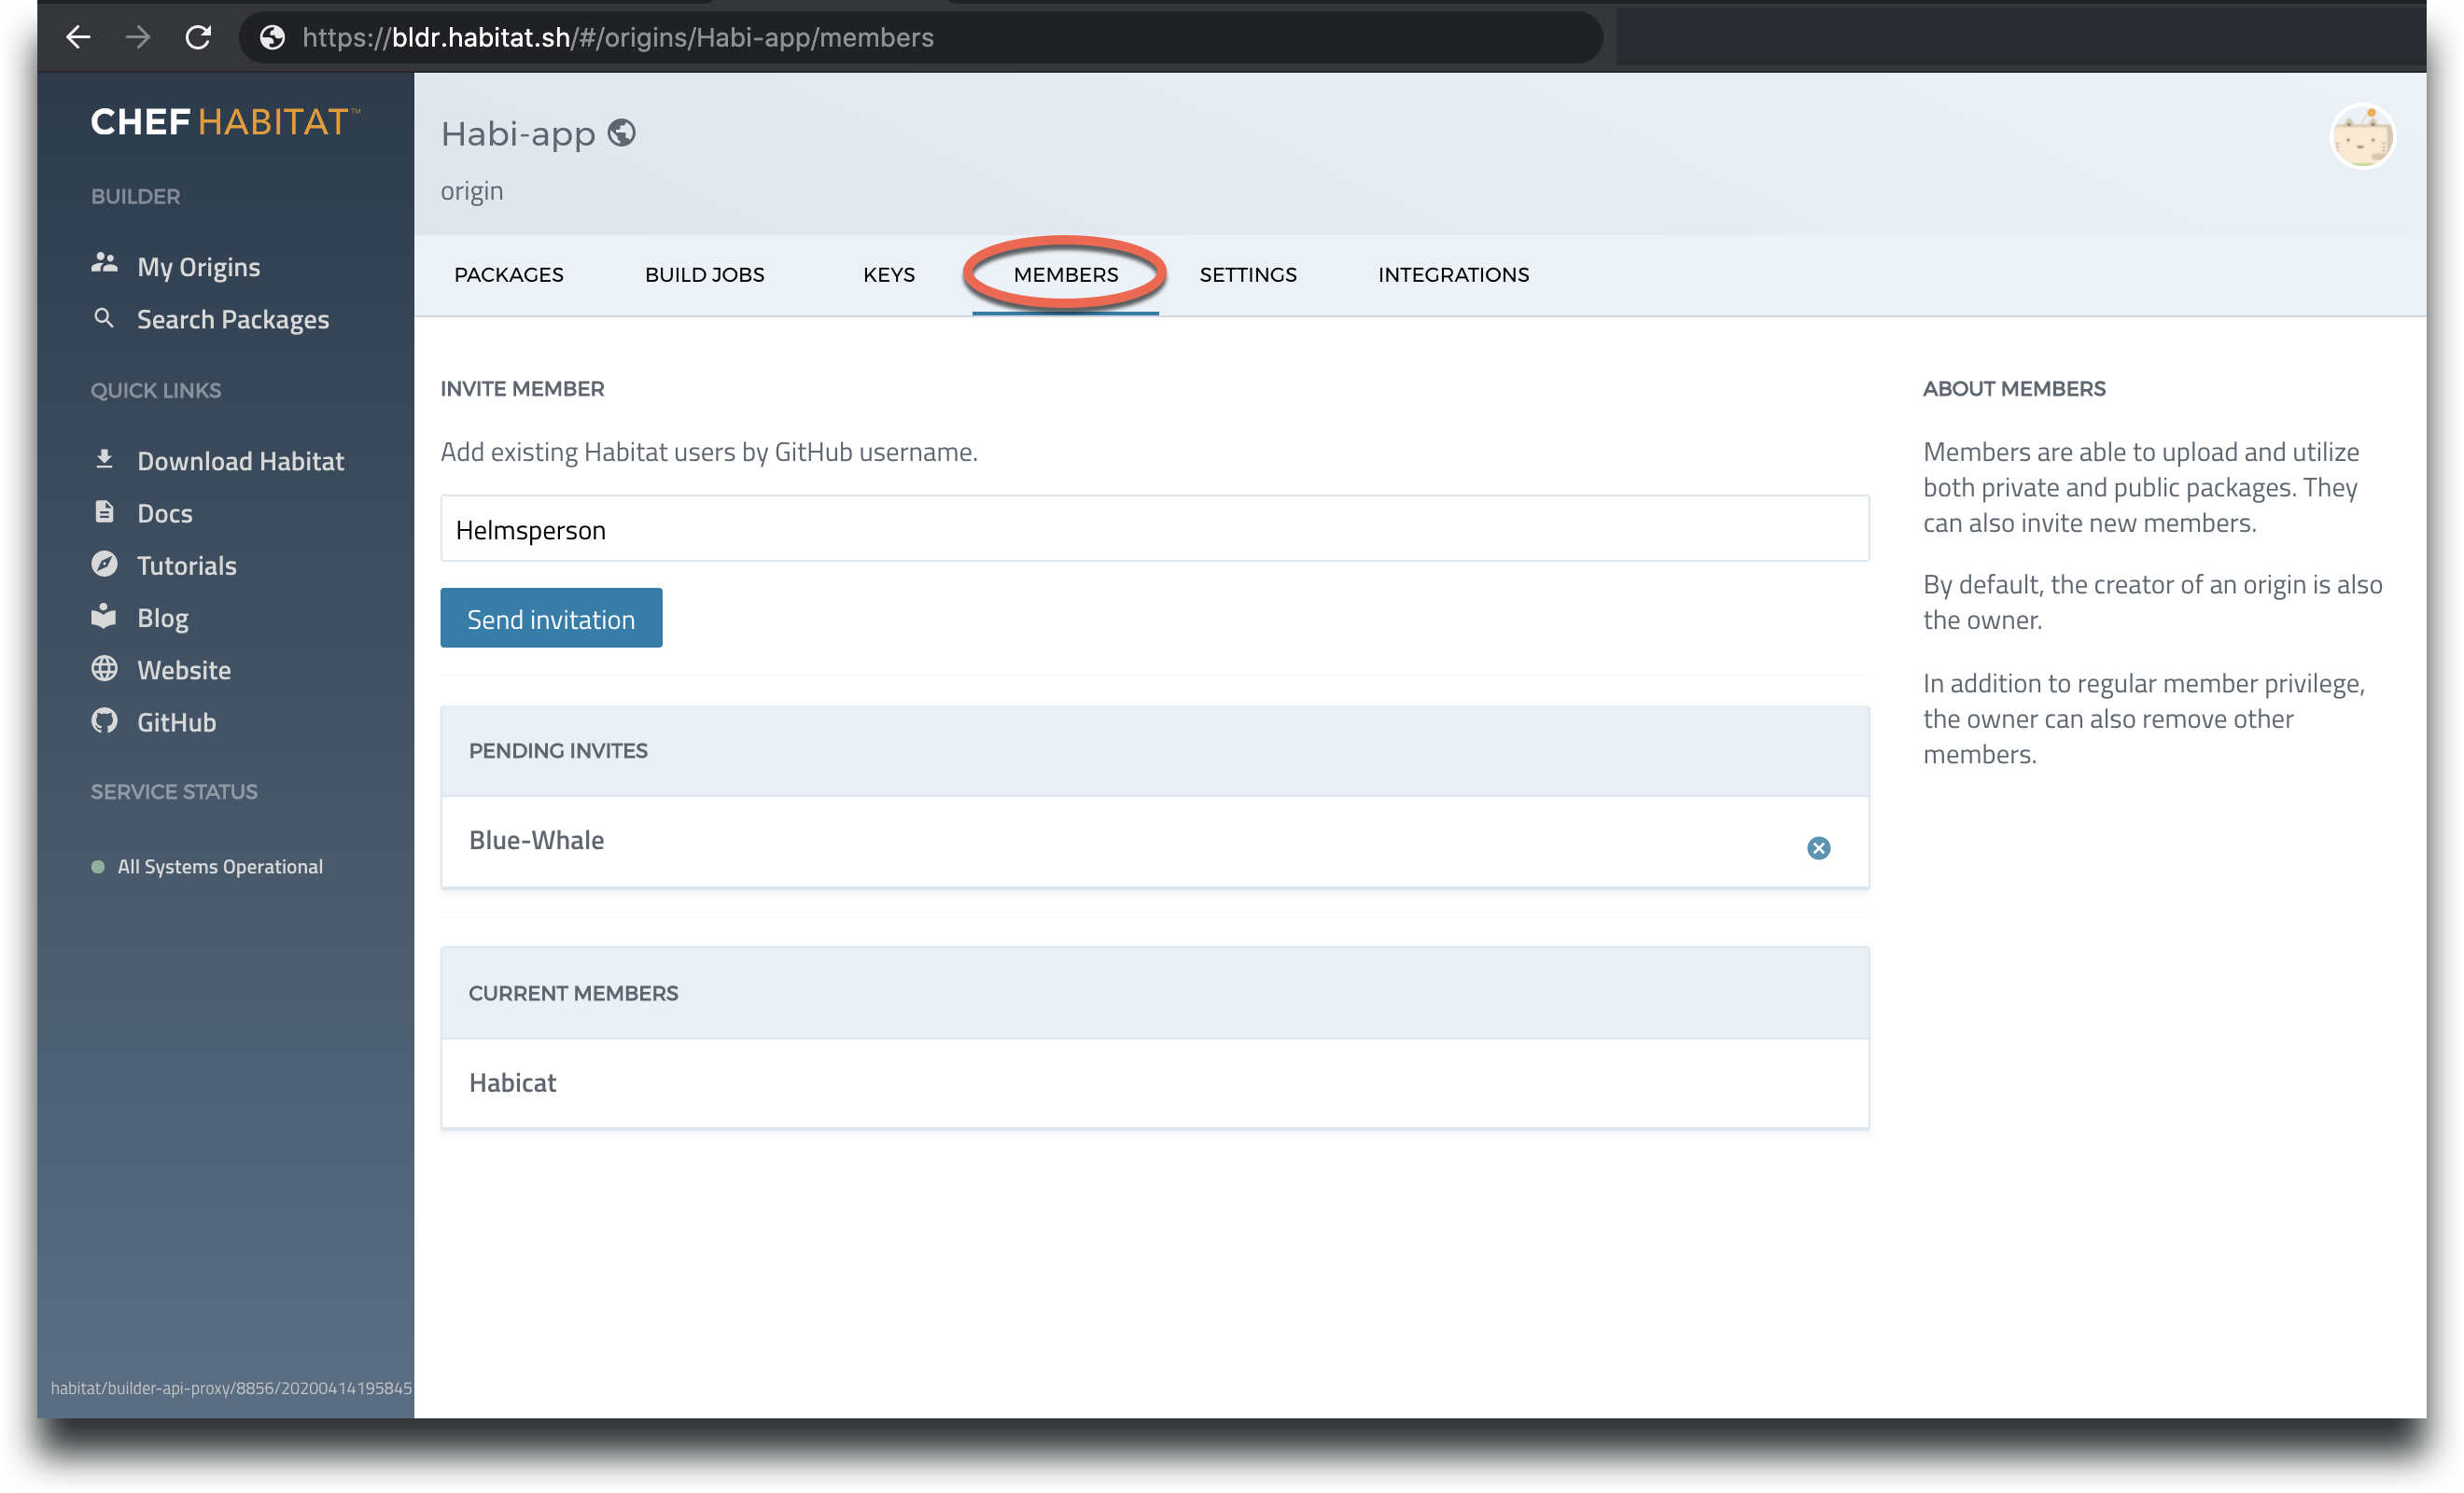 https://bldr.habitat.sh/#/origins/Habi-app/members
CHEF HABITAT™
BUILDER
My Origins
Search Packages
QUICK LINKS
Download Habitat
Docs
Tutorials
Blog
Website
GitHub
SERVICE STATUS
All Systems Operational
habitat/builder-api-proxy/8856/20200414195845
Habi-app
origin
PACKAGES
BUILD JOBS
KEYS
MEMBERS
SETTINGS
INTEGRATIONS
INVITE MEMBER
Add existing Habitat users by GitHub username.
Helmsperson
Send invitation
PENDING INVITES
Blue-Whale
CURRENT MEMBERS
Habicat
ABOUT MEMBERS
Members are able to upload and utilize
both private and public packages. They
can also invite new members.
By default, the creator of an origin is also
the owner.
In addition to regular member privilege,
the owner can also remove other
members.